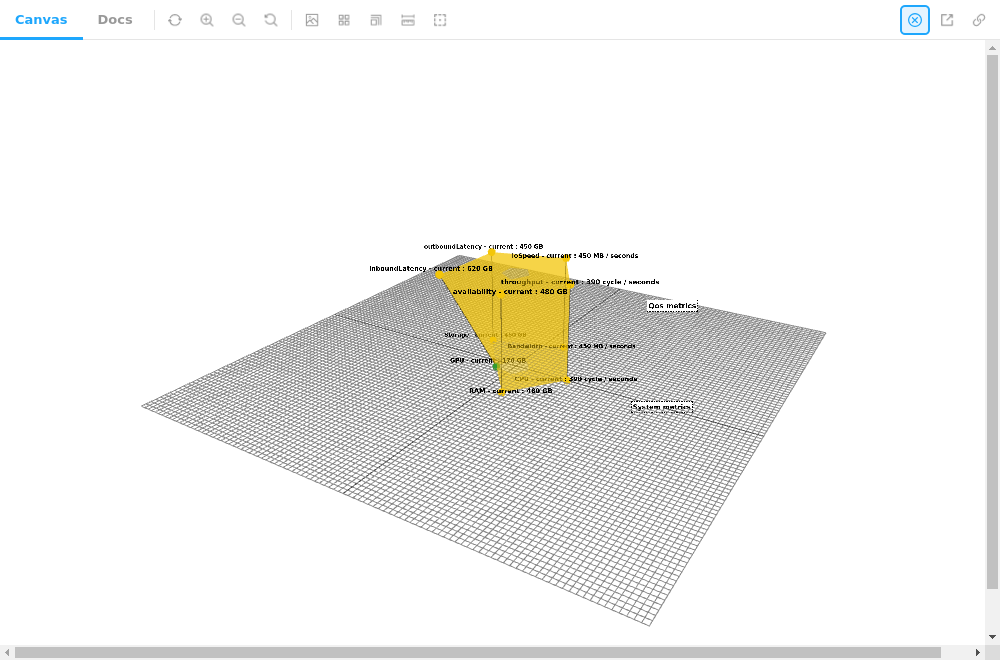 Canvas
Docs
outboundLatency - current : 450 GB
ioSpeed - current : 450 MB / seconds
inboundLatency - current : 620 GB
throughput - current : 390 cycle / seconds
availability - current : 480 GB
Qos metrics
Storage - current : 450 GB
Bandwidtp - current : 450 MB / seconds
GPU - current : 170 GB
CPU - current : 390 cycle / seconds
RAM - current : 480 GB
System metrics